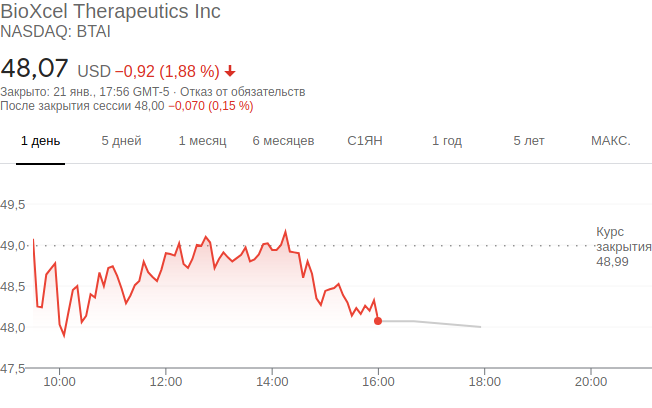 BioXcel Therapeutics Inc
NASDAQ: BTAI
48,07 USD −0,92 (1,88 %)
Закрыто: 21 янв., 17:56 GMT-5 · Отказ от обязательств
После закрытия сессии 48,00 −0,070 (0,15 %)
1 день 5 дней 1 месяц 6 месяцев С1ЯН 1 год 5 лет МАКС.
49,5
Курс
49,0 закрытия
48,99
48,5
48,0
47,5
10:00 12:00 14:00 16:00 18:00 20:00